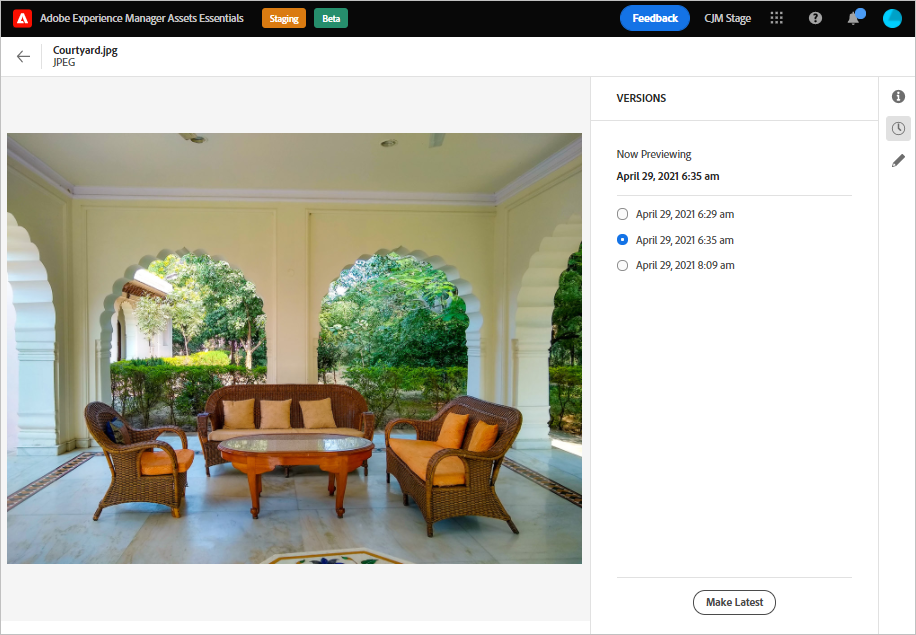 Adobe Experience Manager Assets Essentials
Staging
Beta
Feedback
CJM Stage
Courtyard.jpg
JPEG
VERSIONS
Now Previewing
April 29, 2021 6:35 am
April 29, 2021 6:29 am
April 29, 2021 6:35 am
April 29, 2021 8:09 am
Make Latest